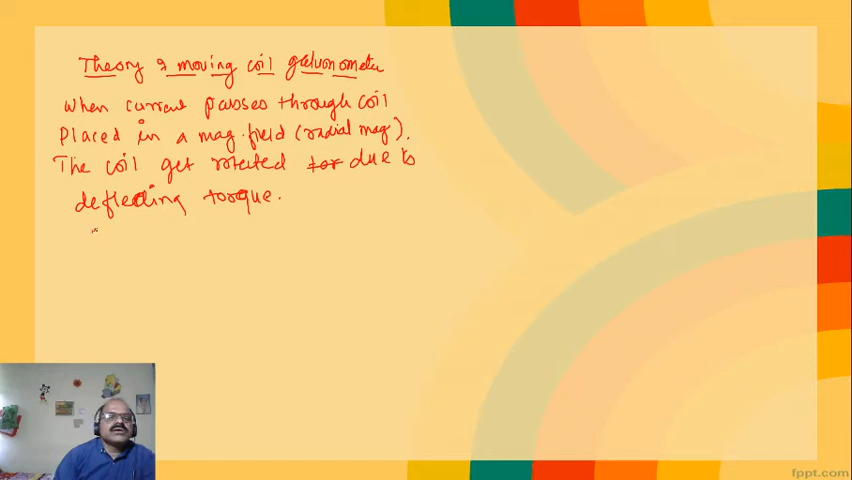 Theory of moving coil galvanometer
When current passes through coil
placed in a mag. field (radial mag).
The coil get rotated due to
deflecting torque.
fppt.com